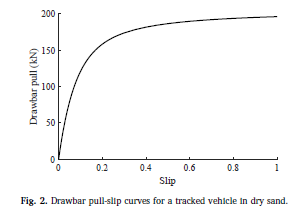 200
150
100
50
0
Drawbar pull (kN)
0 0.2 0.4 0.6 0.8 1
Slip
Fig. 2. Drawbar pull-slip curves for a tracked vehicle in dry sand.